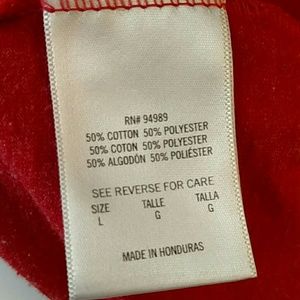 RN# 94989
50% COTTON 50% POLYESTER
50% COTON 50% POLYESTER
50% ALGODÓN 50% POLIÉSTER
SEE REVERSE FOR CARE
SIZE TALLE TALLA
L G G
MADE IN HONDURAS